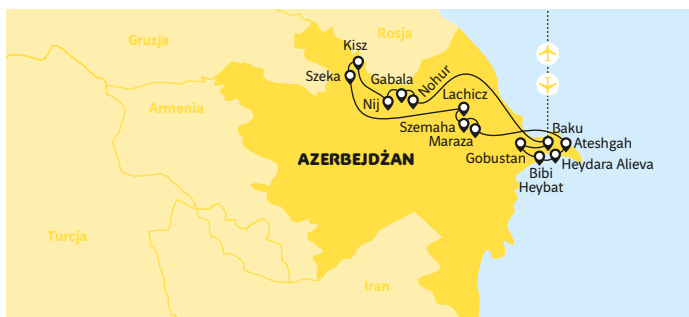 Gruzja
Rosja
Kisz
Szeka
Gabala
Nohur
Nij
Armenia
Lachicz
Szemaha
Maraza
Baku
Ateshgah
Gobustan
Heydara Alieva
Bibi
Heybat
AZERBEJDŻAN
Turcja
Iran